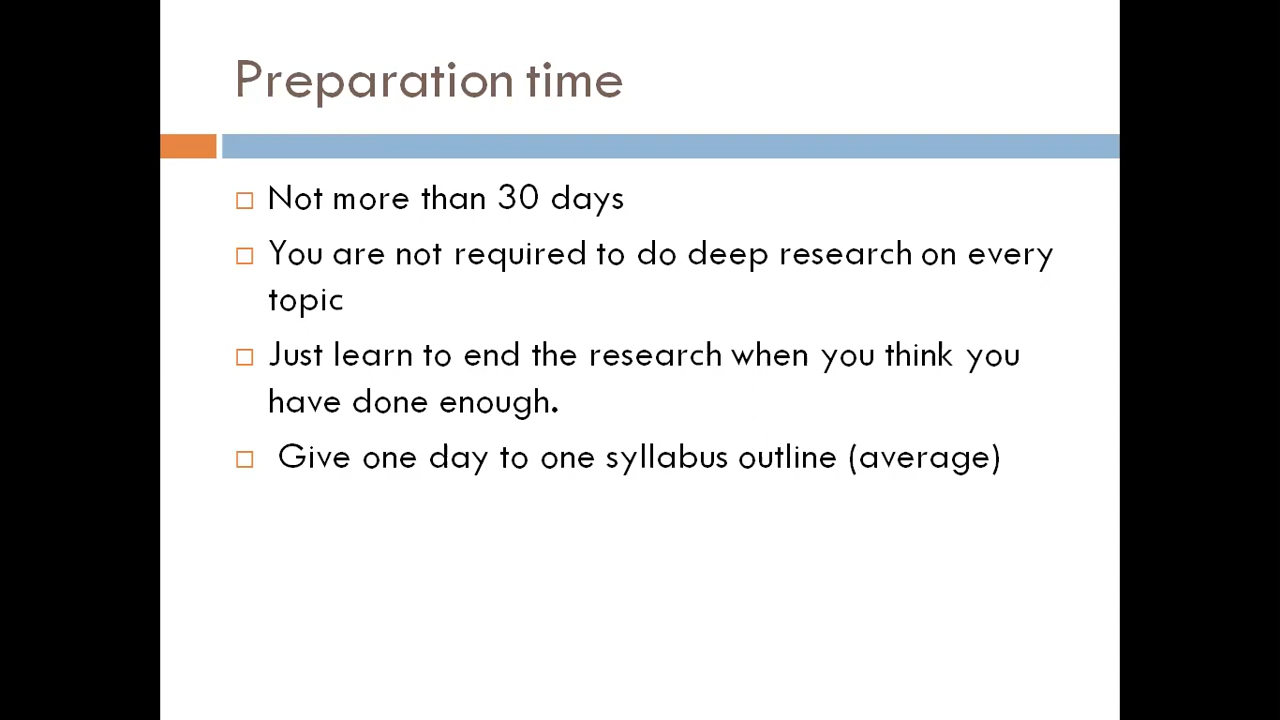 Preparation time
Not more than 30 days
You are not required to do deep research on every
topic
Just learn to end the research when you think you
have done enough.
Give one day to one syllabus outline (average)